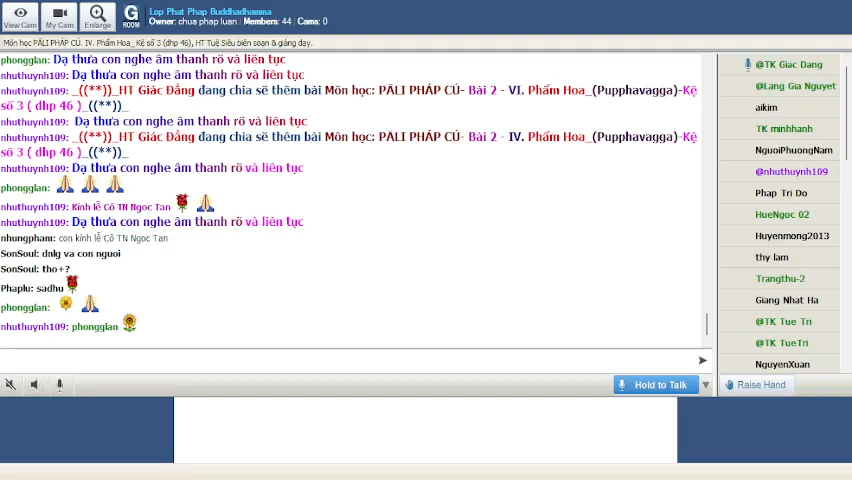 View Cam
My Cam
Enlarge
G
ROOM
Lop Phat Phap Buddhadhamma
Owner: chua phap luan / Members: 44 / Cams: 0
Môn học PĀLI PHÁP CÚ. IV. Phẩm Hoa_ Kệ số 3 (dhp 46), HT Tuệ Siêu biên soạn & giảng dạy.
phongglan: Dạ thưa con nghe âm thanh rõ và liên tục
nhuthuynh109: Dạ thưa con nghe âm thanh rõ và liên tục
nhuthuynh109: _((**))_HT Giác Đẳng đang chia sẽ thêm bài Môn học: PĀLI PHÁP CÚ- Bài 2 - VI. Phẩm Hoa_(Pupphavagga)-Kệ
số 3 ( dhp 46 )_((**))_
nhuthuynh109: Dạ thưa con nghe âm thanh rõ và liên tục
nhuthuynh109: _((**))_HT Giác Đẳng đang chia sẽ thêm bài Môn học: PĀLI PHÁP CÚ- Bài 2 - IV. Phẩm Hoa_(Pupphavagga)-Kệ
số 3 ( dhp 46 )_((**))_
nhuthuynh109: Dạ thưa con nghe âm thanh rõ và liên tục
phongglan:
nhuthuynh109: Kính lễ Cô TN Ngoc Tan
nhuthuynh109: Dạ thưa con nghe âm thanh rõ và liên tục
nhungpham: con kính lễ Cô TN Ngoc Tan
SonSoul: dnlg va con nguoi
SonSoul: tho+?
Phaplu: sadhu
phongglan:
nhuthuynh109: phongglan
Hold to Talk
@TK Giac Dang
@Lang Gia Nguyet
aikim
TK minhhanh
NguoiPhuongNam
@nhuthuynh109
Phap Tri Do
HueNgoc 02
Huyenmong2013
thy lam
Trangthu-2
Giang Nhat Ha
@TK Tue Tri
@TK TueTri
NguyenXuan
Raise Hand